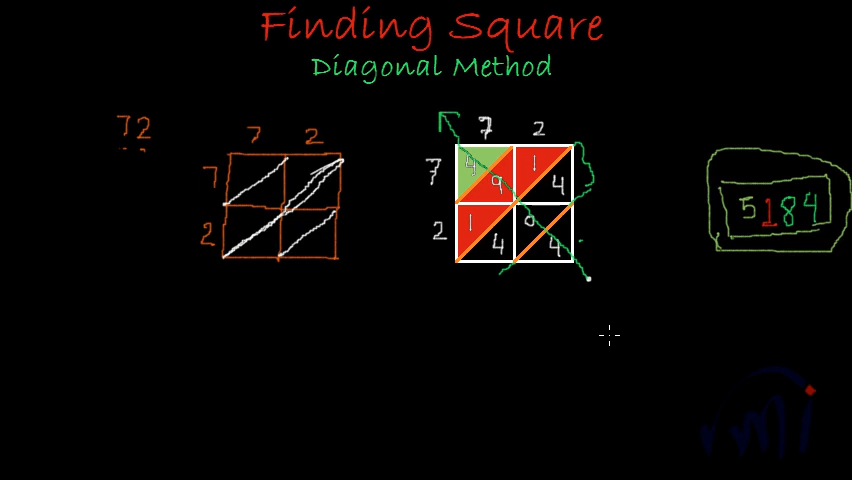 Finding Square
Diagonal Method
72
7 2
7
2
7 2
7 4 9 1 4
2 1 4 0 4
5184
rmi